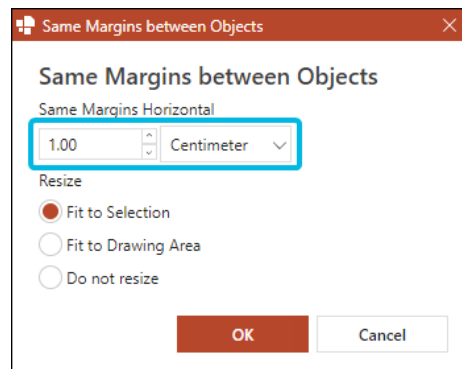 Same Margins between Objects
Same Margins between Objects
Same Margins Horizontal
1.00 Centimeter
Resize
Fit to Selection
Fit to Drawing Area
Do not resize
OK Cancel